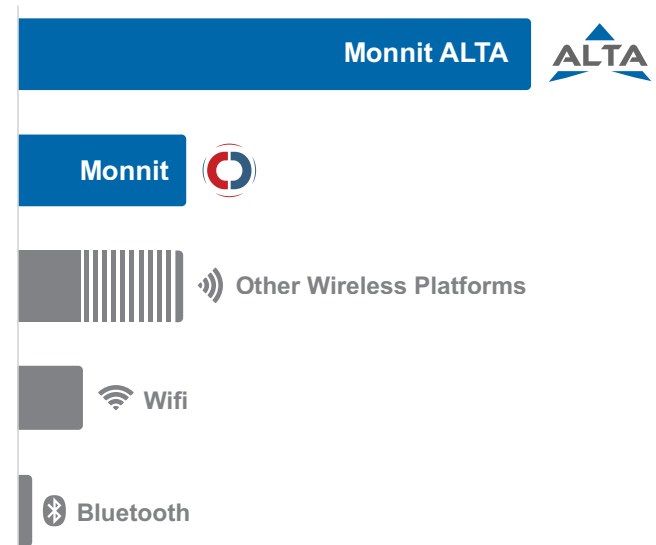 Monnit ALTA
ALTA
Monnit
Other Wireless Platforms
Wifi
Bluetooth